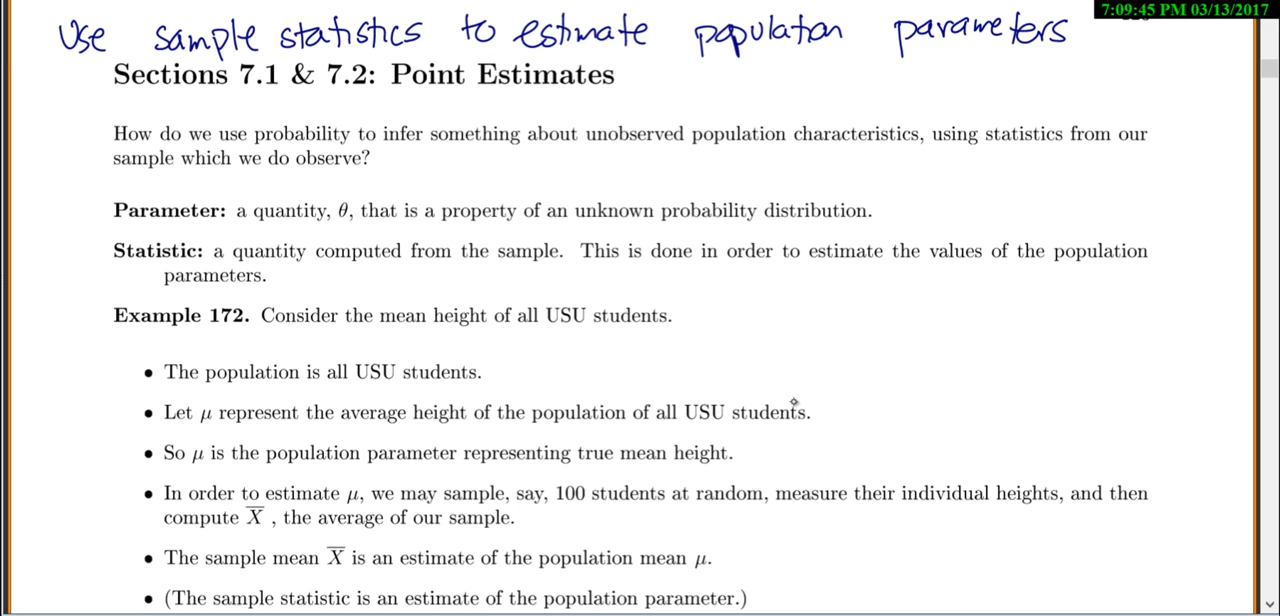 7:09:45 PM 03/13/2017
Use sample statistics to estimate population parameters
Sections 7.1 & 7.2: Point Estimates
How do we use probability to infer something about unobserved population characteristics, using statistics from our
sample which we do observe?
Parameter: a quantity, θ, that is a property of an unknown probability distribution.
Statistic: a quantity computed from the sample. This is done in order to estimate the values of the population
parameters.
Example 172. Consider the mean height of all USU students.
• The population is all USU students.
• Let μ represent the average height of the population of all USU students.
• So μ is the population parameter representing true mean height.
• In order to estimate μ, we may sample, say, 100 students at random, measure their individual heights, and then
compute X̅ , the average of our sample.
• The sample mean X̅ is an estimate of the population mean μ.
• (The sample statistic is an estimate of the population parameter.)